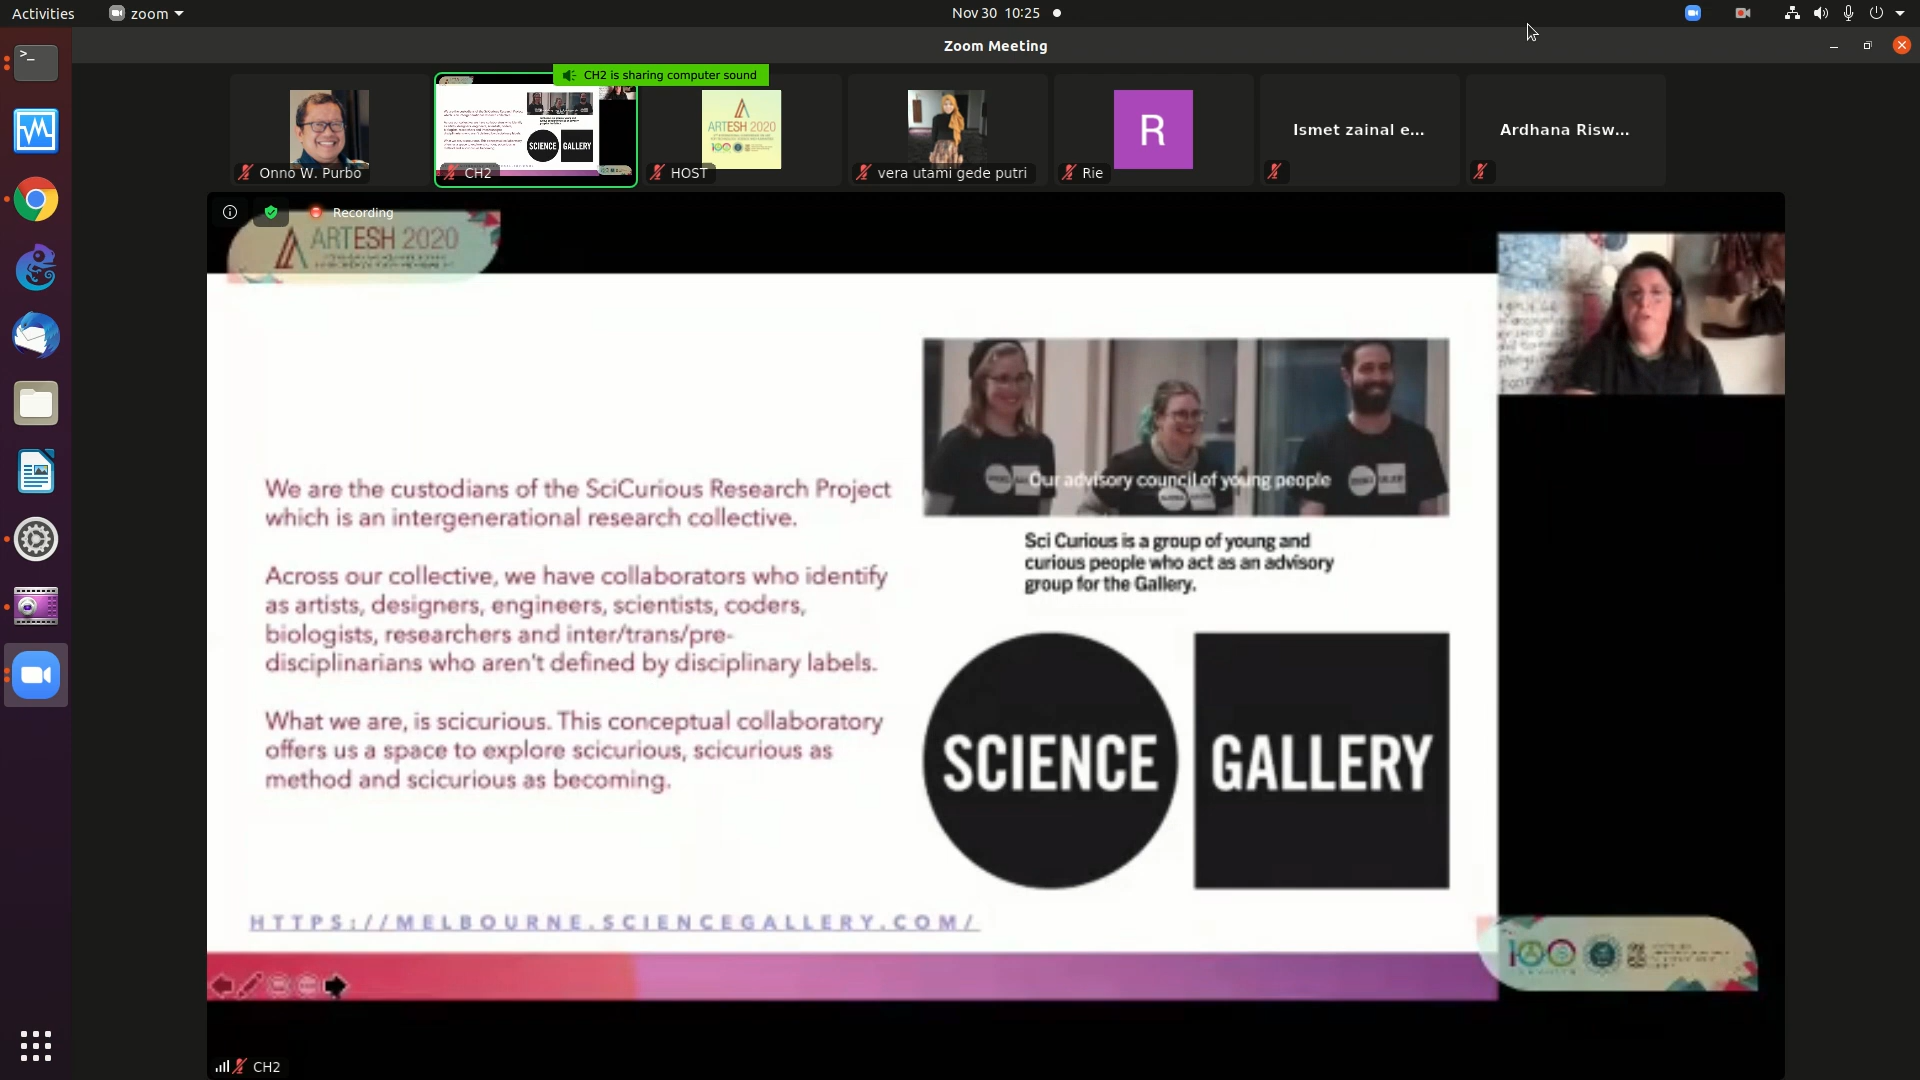 Activities
zoom
Nov 30 10:25
Zoom Meeting
CH2 is sharing computer sound
Onno W. Purbo
CH2
ARTESH 2020
HOST
vera utami gede putri
R
Rie
Ismet zainal e...
Ardhana Risw...
Recording
ARTESH 2020
We are the custodians of the SciCurious Research Project
which is an intergenerational research collective.
Across our collective, we have collaborators who identify
as artists, designers, engineers, scientists, coders,
biologists, researchers and inter/trans/pre-
disciplinarians who aren't defined by disciplinary labels.
What we are, is scicurious. This conceptual collaboratory
offers us a space to explore scicurious, scicurious as
method and scicurious as becoming.
Our advisory council of young people
Sci Curious is a group of young and
curious people who act as an advisory
group for the Gallery.
SCIENCE GALLERY
HTTPS://MELBOURNE.SCIENCEGALLERY.COM/
100
CH2